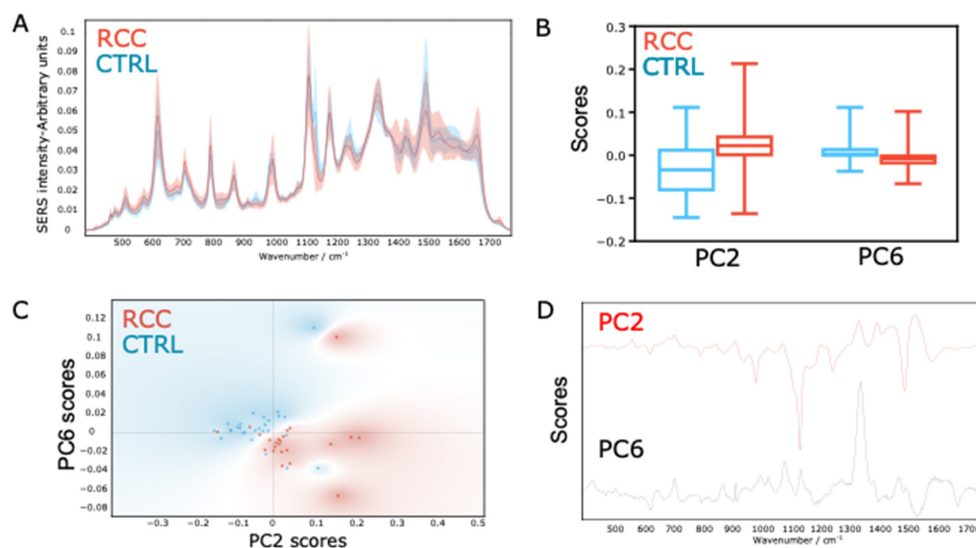 A
RCC
CTRL
SERS intensity-Arbitrary units
0.1
0.09
0.08
0.07
0.06
0.05
0.04
0.03
0.02
0.01
0
500 600 700 800 900 1000 1100 1200 1300 1400 1500 1600 1700
Wavenumber / cm⁻¹
B
RCC
CTRL
Scores
0.3
0.2
0.1
0.0
−0.1
−0.2
PC2 PC6
C
RCC
CTRL
PC6 scores
0.12
0.1
0.08
0.06
0.04
0.02
0
−0.02
−0.04
−0.06
−0.08
−0.3 −0.2 −0.1 0 0.1 0.2 0.3 0.4 0.5
PC2 scores
D
PC2
PC6
Scores
500 600 700 800 900 1000 1100 1200 1300 1400 1500 1600 1700
Wavenumber / cm⁻¹